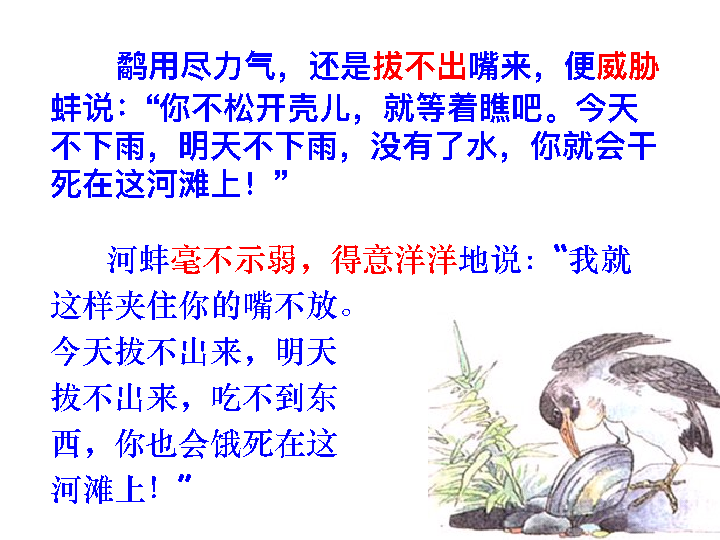 鹬用尽力气，还是拔不出嘴来，便威胁
蚌说：“你不松开壳儿，就等着瞧吧。今天
不下雨，明天不下雨，没有了水，你就会干
死在这河滩上！”
河蚌毫不示弱，得意洋洋地说：“我就
这样夹住你的嘴不放。
今天拔不出来，明天
拔不出来，吃不到东
西，你也会饿死在这
河滩上！”